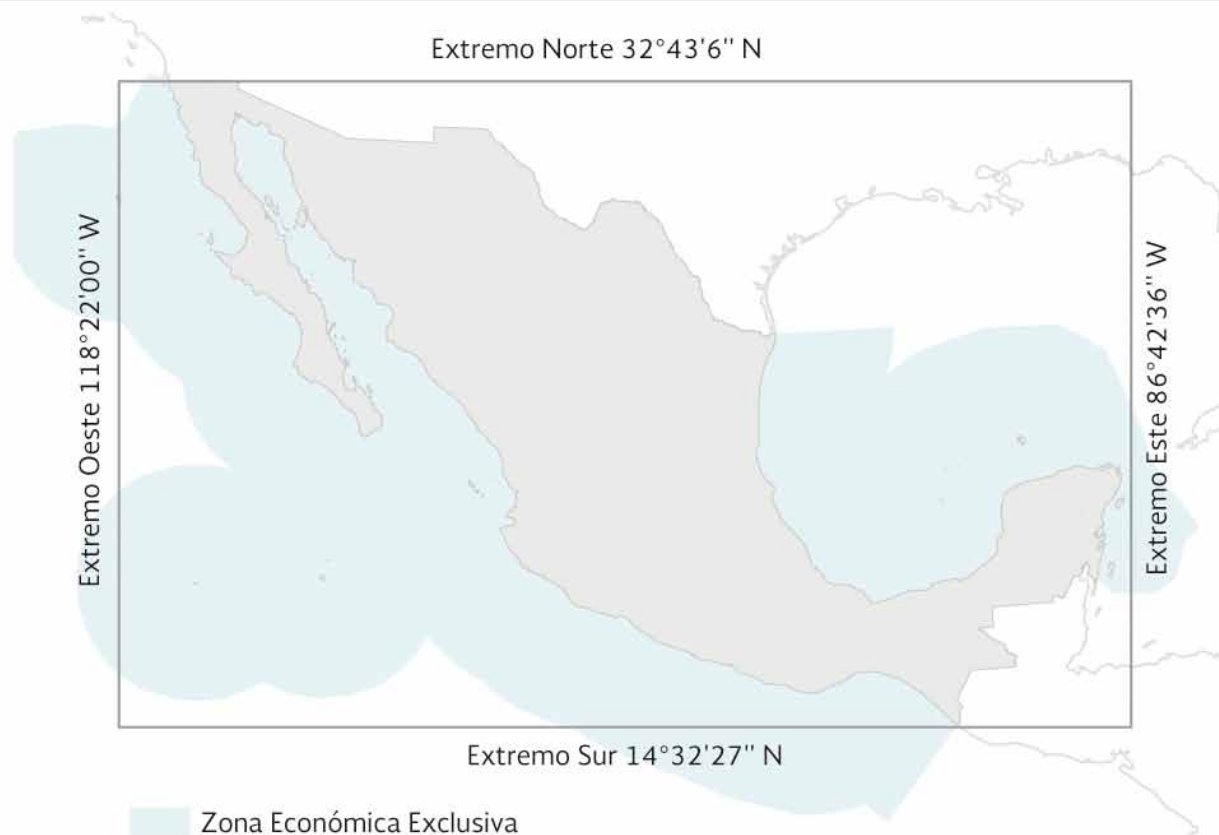 Extremo Norte 32°43'6'' N
Extremo Oeste 118°22'00'' W
Extremo Este 86°42'36'' W
Extremo Sur 14°32'27'' N
Zona Económica Exclusiva